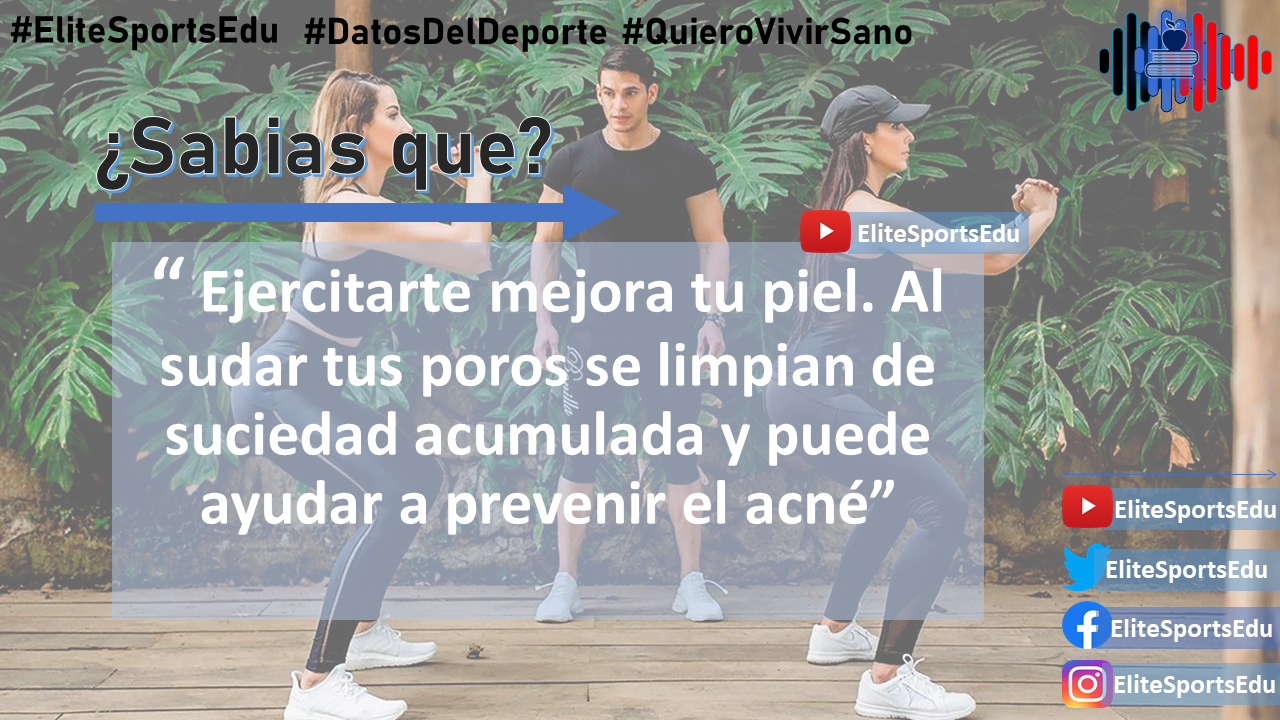 #EliteSportsEdu #DatosDelDeporte #QuieroVivirSano
¿Sabias que?
EliteSportsEdu
“ Ejercitarte mejora tu piel. Al
sudar tus poros se limpian de
suciedad acumulada y puede
ayudar a prevenir el acné”
EliteSportsEdu
EliteSportsEdu
EliteSportsEdu
EliteSportsEdu